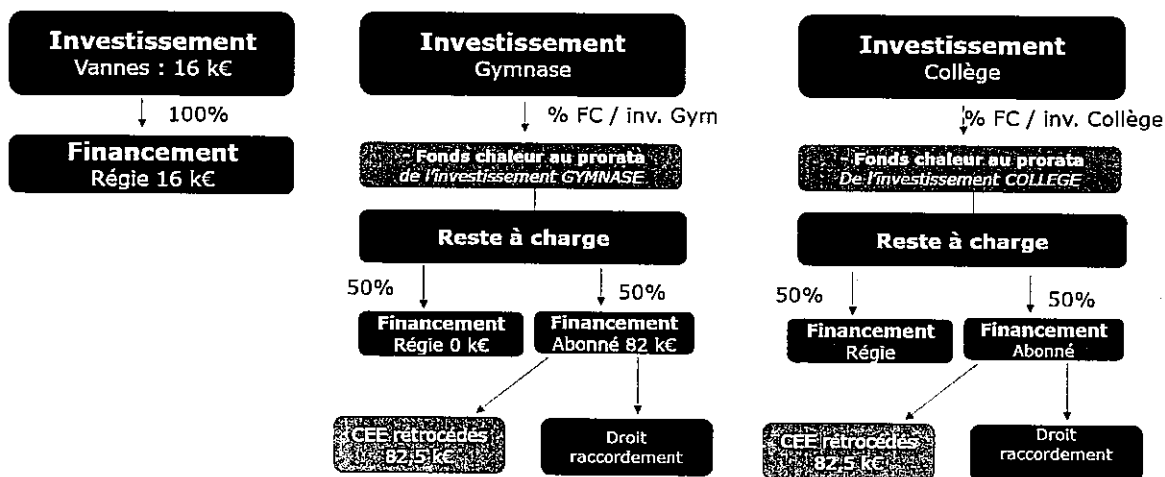 Investissement
Vannes : 16 k€
100%
Financement
Régie 16 k€
Investissement
Gymnase
% FC / inv. Gym
- Fonds chaleur au prorata
de l'investissement GYMNASE
Reste à charge
50%
50%
Financement
Régie 0 k€
Financement
Abonné 82 k€
CEE rétrocédés
82,5 k€
Droit
raccordement
Investissement
Collège
% FC / inv. Collège
- Fonds chaleur au prorata
De l'investissement COLLEGE
Reste à charge
50%
50%
Financement
Régie
Financement
Abonné
CEE rétrocédés
82,5 k€
Droit
raccordement